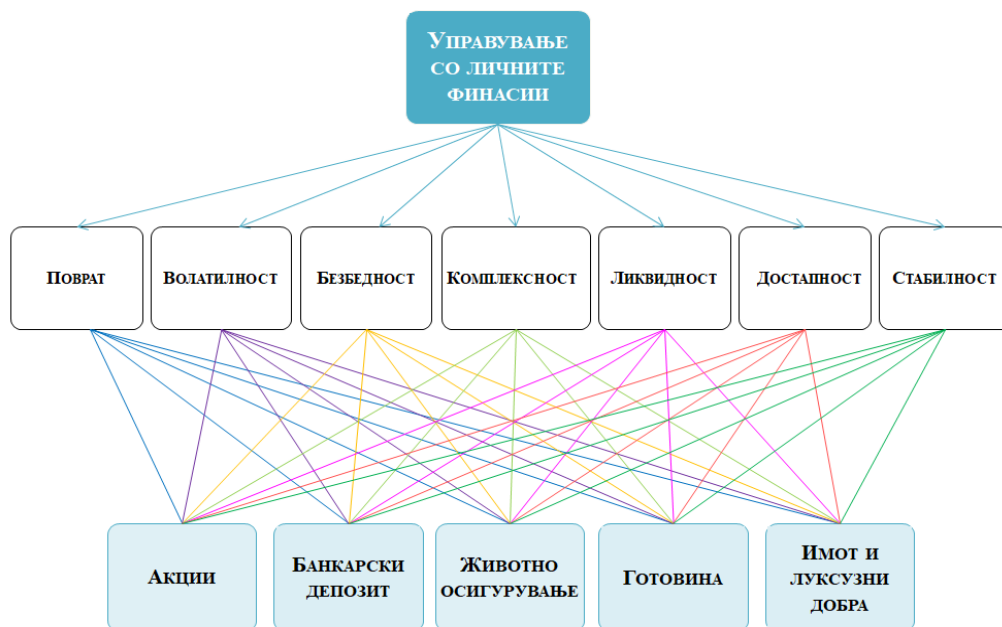 УПРАВУВАЊЕ
СО ЛИЧНИТЕ
ФИНАСИИ
ПОВРАТ
ВОЛАТИЛНОСТ
БЕЗБЕДНОСТ
КОМПЛЕКСНОСТ
ЛИКВИДНОСТ
ДОСТАПНОСТ
СТАБИЛНОСТ
АКЦИИ
БАНКАРСКИ
ДЕПОЗИТ
ЖИВОТНО
ОСИГУРУВАЊЕ
ГОТОВИНА
ИМОТ И
ЛУКСУЗНИ
ДОБРА